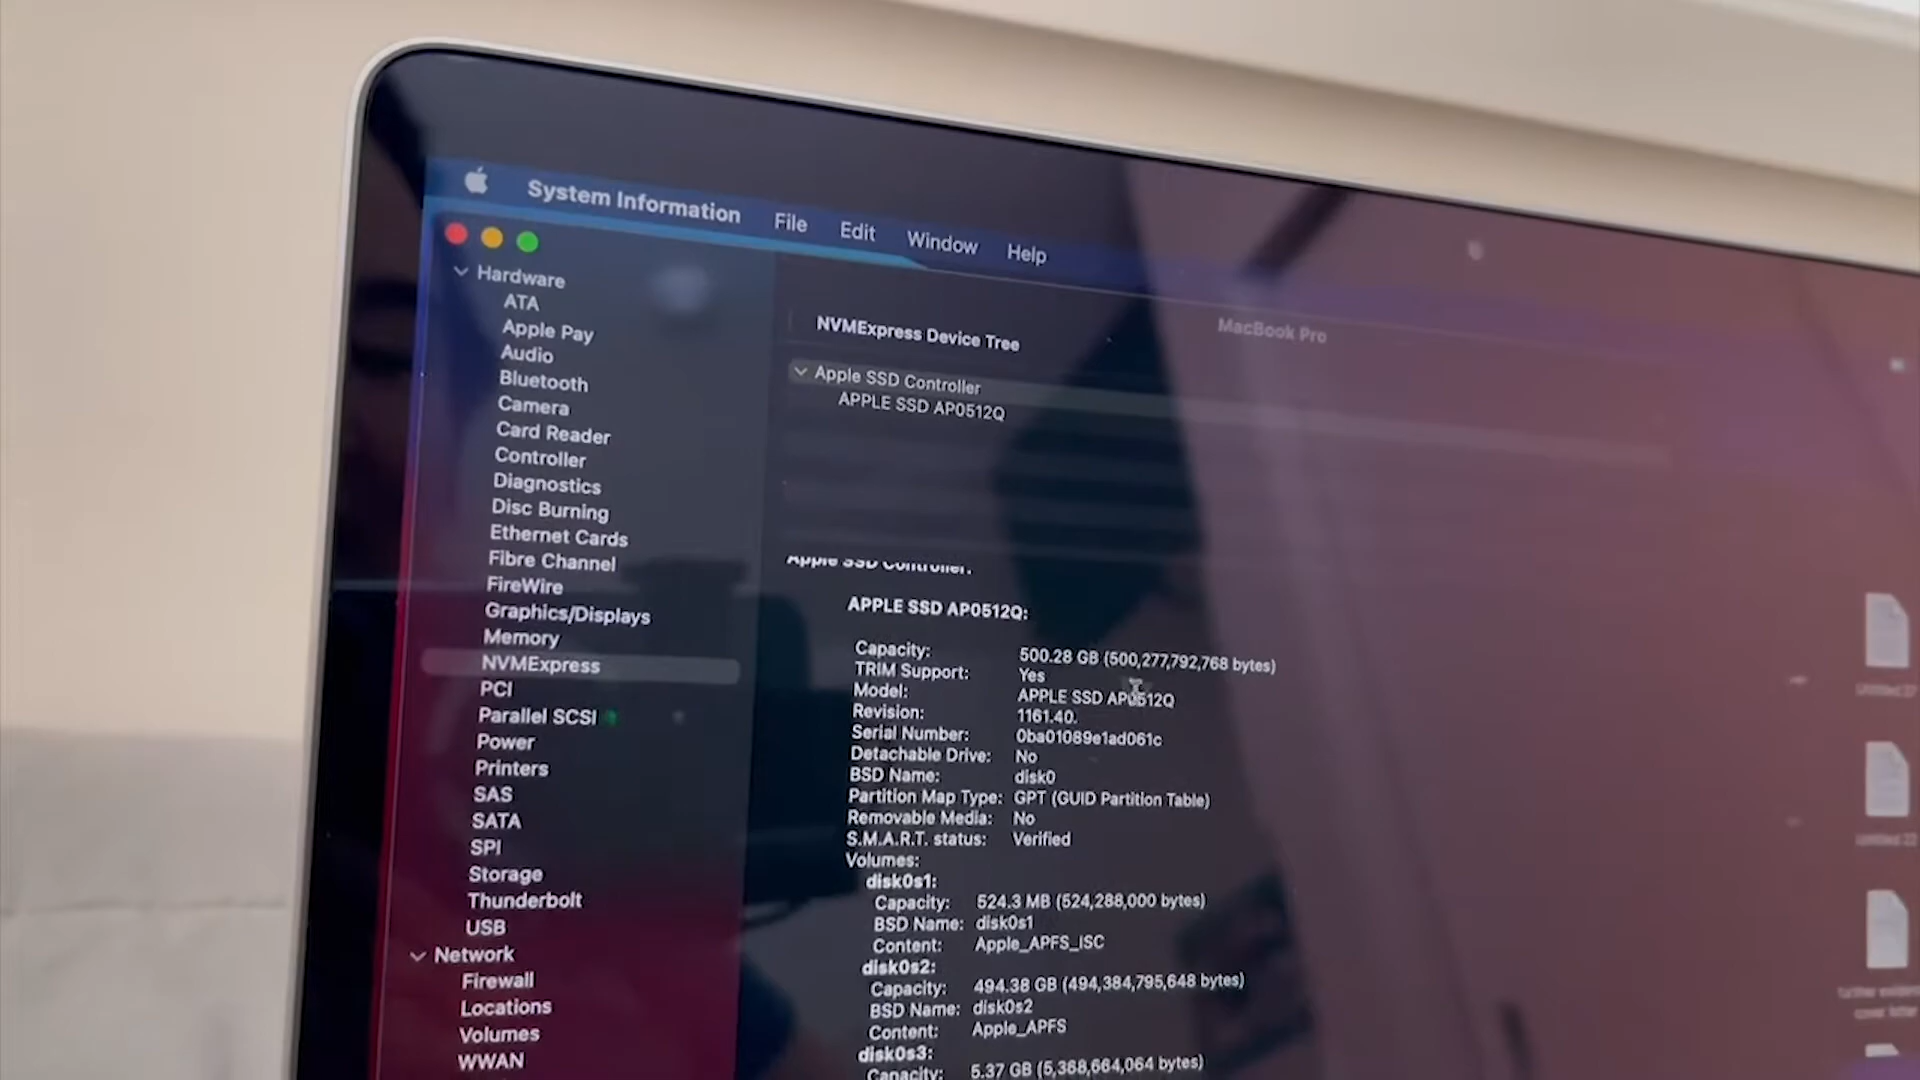 System Information File Edit Window Help
MacBook Pro
Hardware
ATA
Apple Pay
Audio
Bluetooth
Camera
Card Reader
Controller
Diagnostics
Disc Burning
Ethernet Cards
Fibre Channel
FireWire
Graphics/Displays
Memory
NVMExpress
PCI
Parallel SCSI
Power
Printers
SAS
SATA
SPI
Storage
Thunderbolt
USB
Network
Firewall
Locations
Volumes
WWAN
NVMExpress Device Tree
Apple SSD Controller
APPLE SSD AP0512Q
Apple SSD Controller:
APPLE SSD AP0512Q:
Capacity: 500.28 GB (500,277,792,768 bytes)
TRIM Support: Yes
Model: APPLE SSD AP0512Q
Revision: 1161.40.
Serial Number: 0ba01089e1ad061c
Detachable Drive: No
BSD Name: disk0
Partition Map Type: GPT (GUID Partition Table)
Removable Media: No
S.M.A.R.T. status: Verified
Volumes:
disk0s1:
Capacity: 524.3 MB (524,288,000 bytes)
BSD Name: disk0s1
Content: Apple_APFS_ISC
disk0s2:
Capacity: 494.38 GB (494,384,795,648 bytes)
BSD Name: disk0s2
Content: Apple_APFS
disk0s3:
Capacity: 5.37 GB (5,368,664,064 bytes)
cover letter